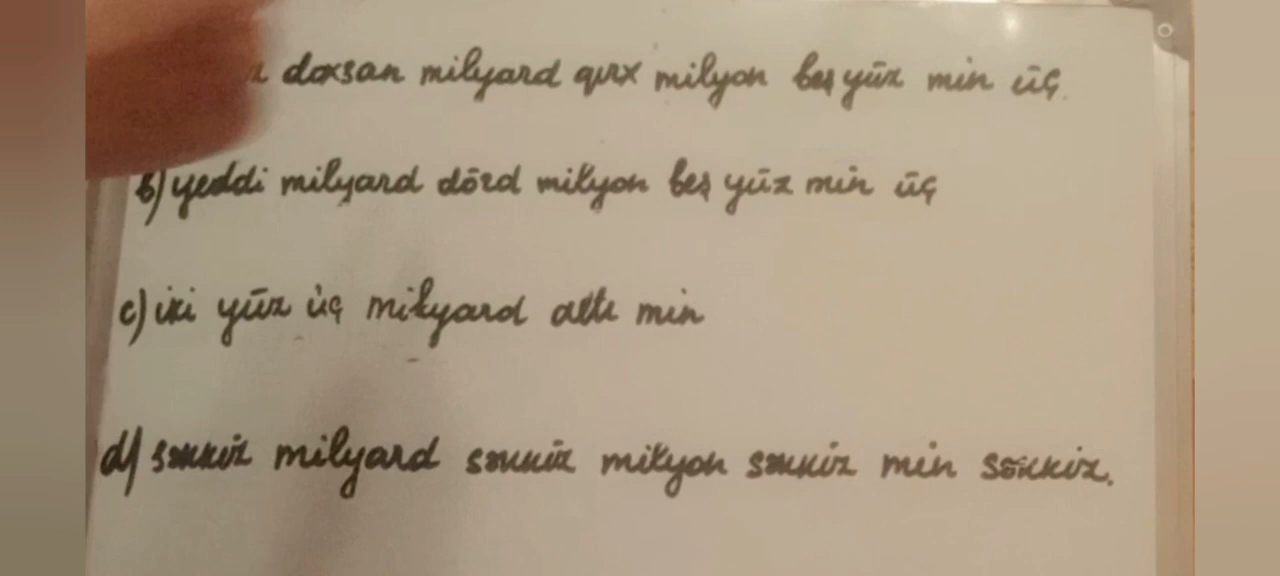 doxsan milyard qırx milyon beş yüz min üç.
b) yeddi milyard dörd milyon beş yüz min üç
c) iki yüz üç milyard altı min
d) səkkiz milyard səkkiz milyon səkkiz min səkkiz.